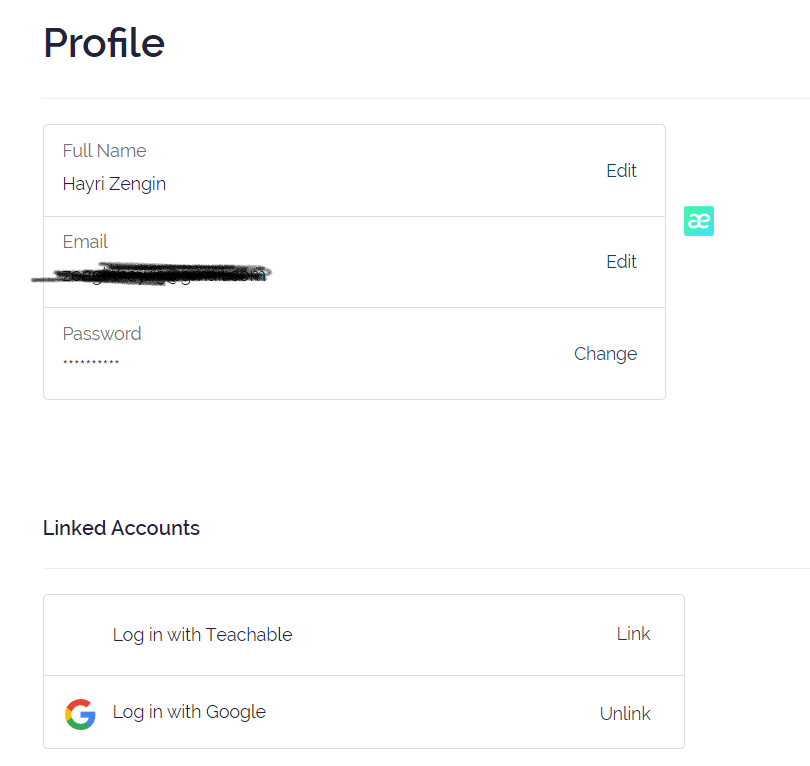 Profile
Full Name
Hayri Zengin
Edit
æ
Email
Edit
Password
**********
Change
Linked Accounts
Log in with Teachable
Link
Log in with Google
Unlink